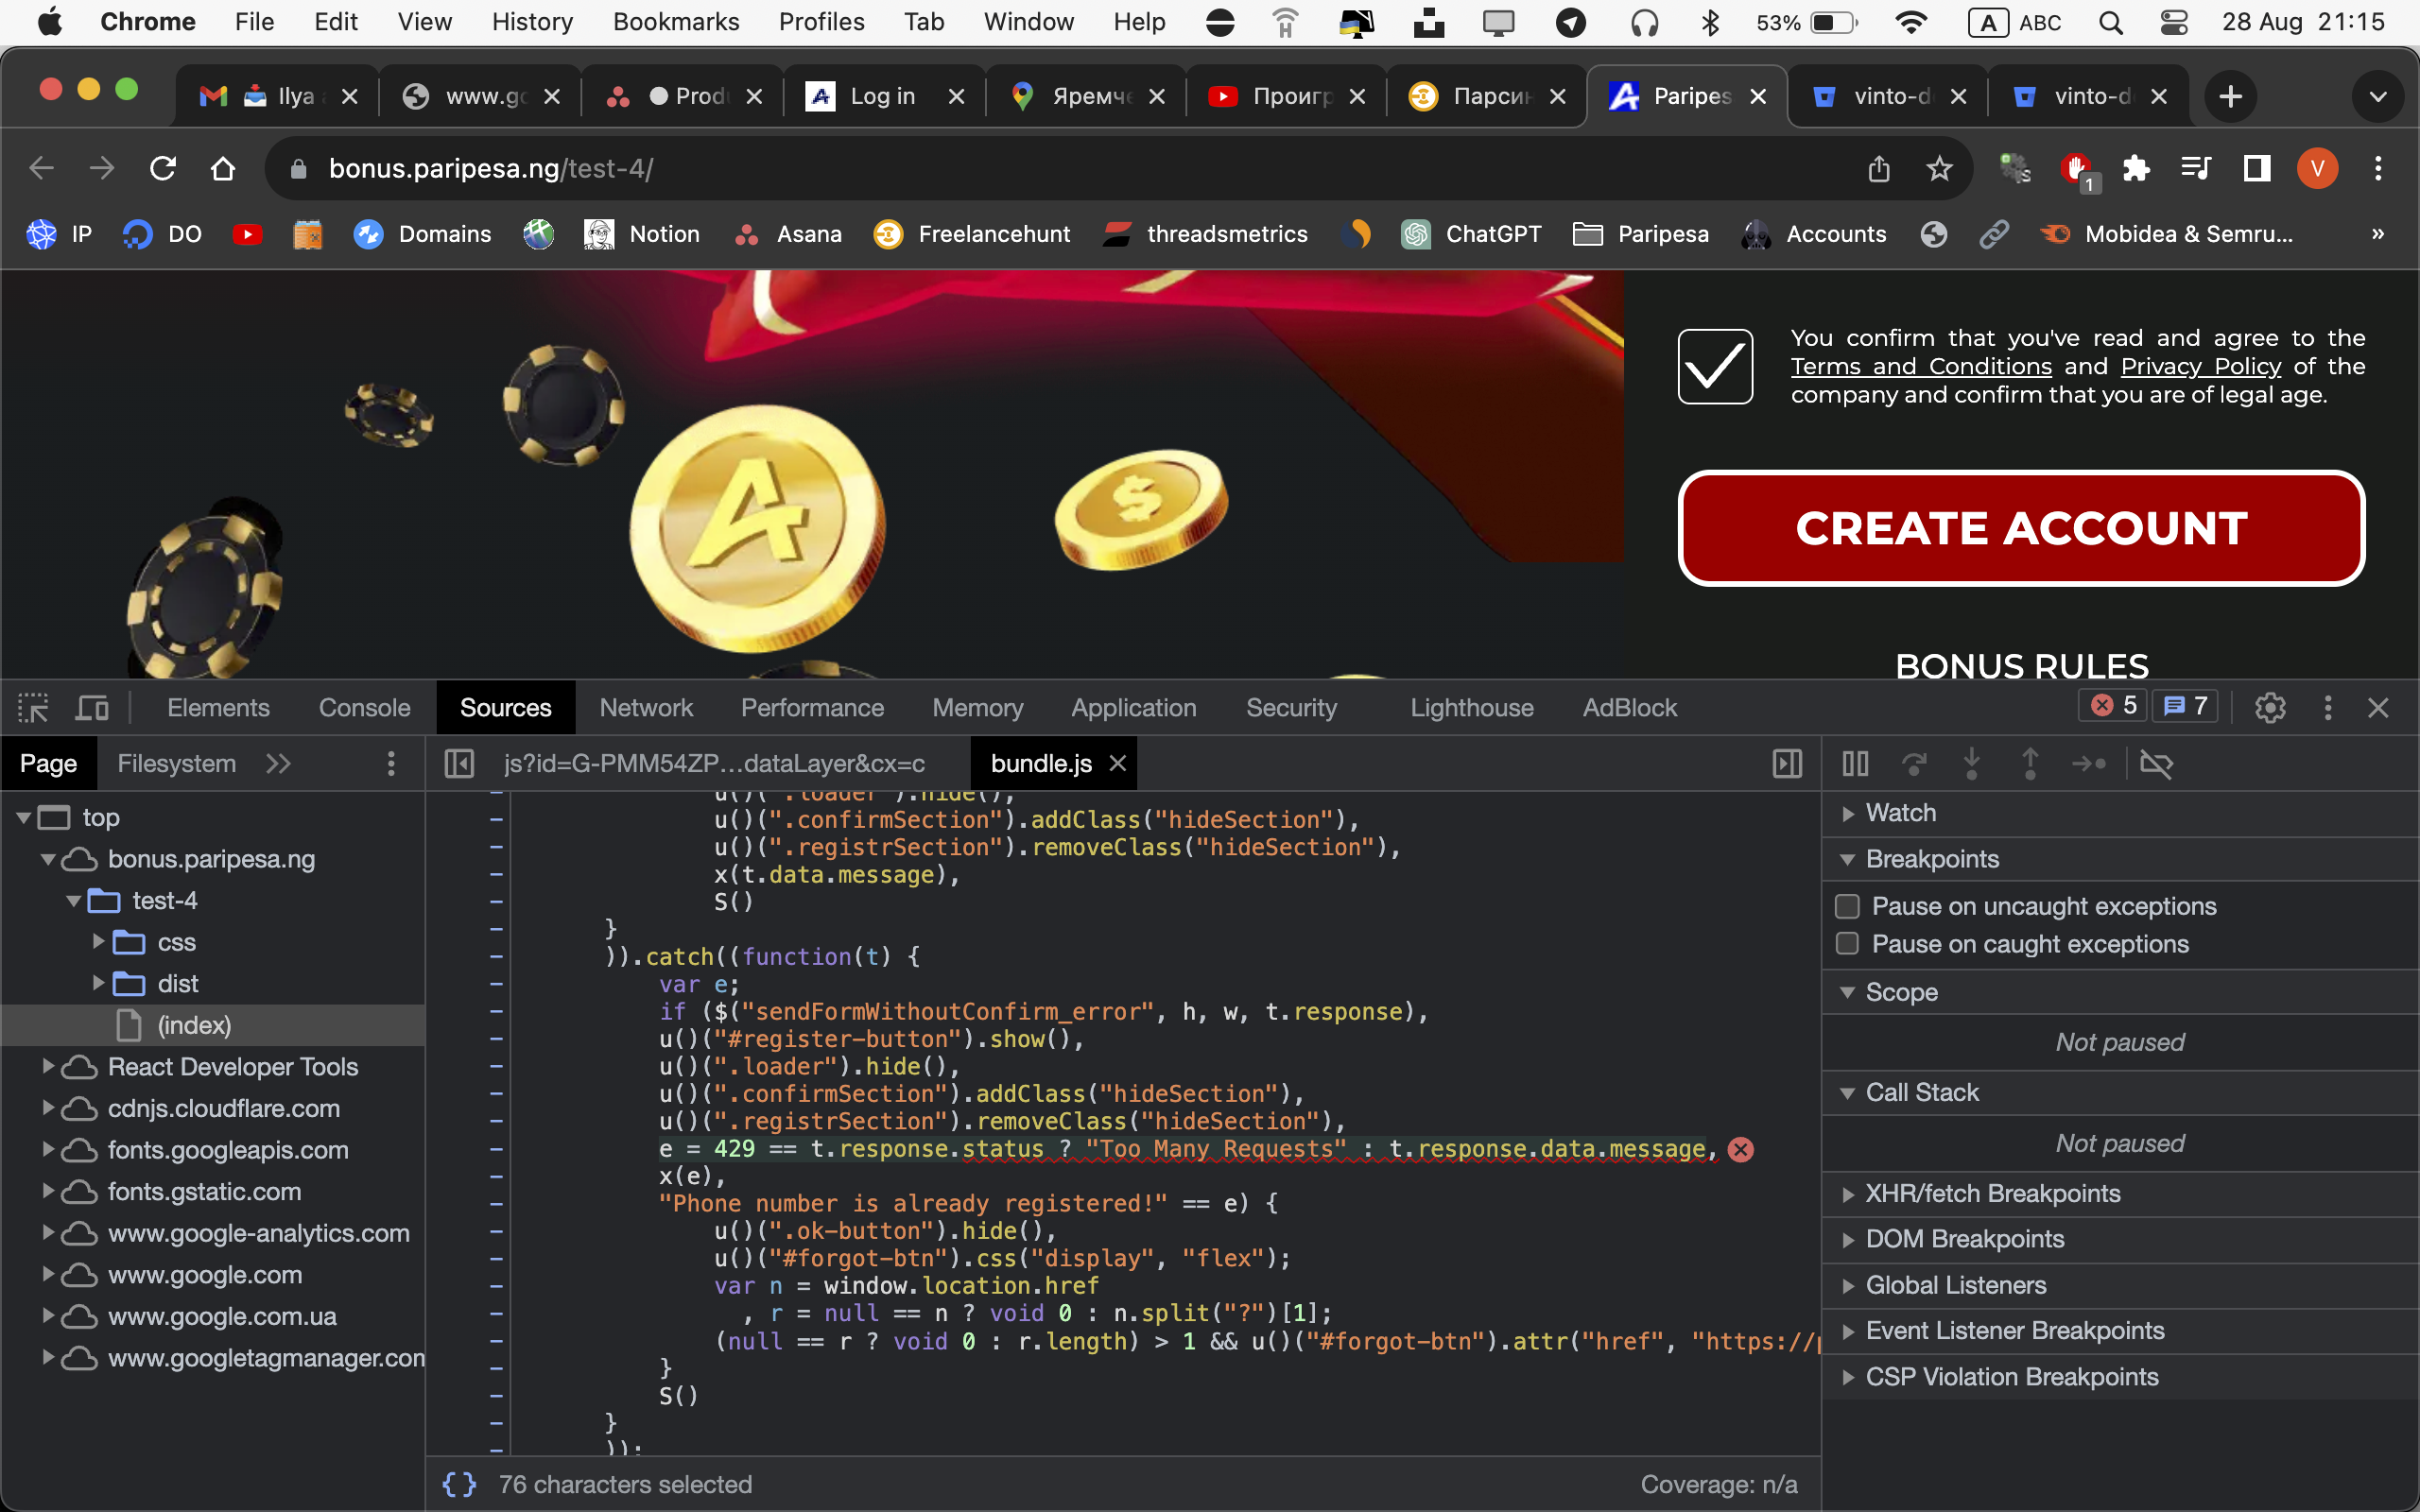 Chrome File Edit View History Bookmarks Profiles Tab Window Help 53% A ABC 28 Aug 21:15
Ilya www.go Produ Log in Яремче Проигр Парсин Paripes vinto-d vinto-d
bonus.paripesa.ng/test-4/
1 V
IP DO Domains Notion Asana Freelancehunt threadsmetrics ChatGPT Paripesa Accounts Mobidea & Semru... »
You confirm that you've read and agree to the
Terms and Conditions and Privacy Policy of the
company and confirm that you are of legal age.
CREATE ACCOUNT
BONUS RULES
Elements Console Sources Network Performance Memory Application Security Lighthouse AdBlock 5 7
Page Filesystem
js?id=G-PMM54ZP...dataLayer&cx=c bundle.js
top
bonus.paripesa.ng
test-4
css
dist
(index)
React Developer Tools
cdnjs.cloudflare.com
fonts.googleapis.com
fonts.gstatic.com
www.google-analytics.com
www.google.com
www.google.com.ua
www.googletagmanager.com
u()(".loader").hide(),
u()(".confirmSection").addClass("hideSection"),
u()(".registrSection").removeClass("hideSection"),
x(t.data.message),
S()
}
)).catch((function(t) {
var e;
if ($("sendFormWithoutConfirm_error", h, w, t.response),
u()("#register-button").show(),
u()(".loader").hide(),
u()(".confirmSection").addClass("hideSection"),
u()(".registrSection").removeClass("hideSection"),
e = 429 == t.response.status ? "Too Many Requests" : t.response.data.message,
x(e),
"Phone number is already registered!" == e) {
u()(".ok-button").hide(),
u()("#forgot-btn").css("display", "flex");
var n = window.location.href
, r = null == n ? void 0 : n.split("?")[1];
(null == r ? void 0 : r.length) > 1 && u()("#forgot-btn").attr("href", "https://p
}
S()
}
));
{} 76 characters selected Coverage: n/a
Watch
Breakpoints
Pause on uncaught exceptions
Pause on caught exceptions
Scope
Not paused
Call Stack
Not paused
XHR/fetch Breakpoints
DOM Breakpoints
Global Listeners
Event Listener Breakpoints
CSP Violation Breakpoints